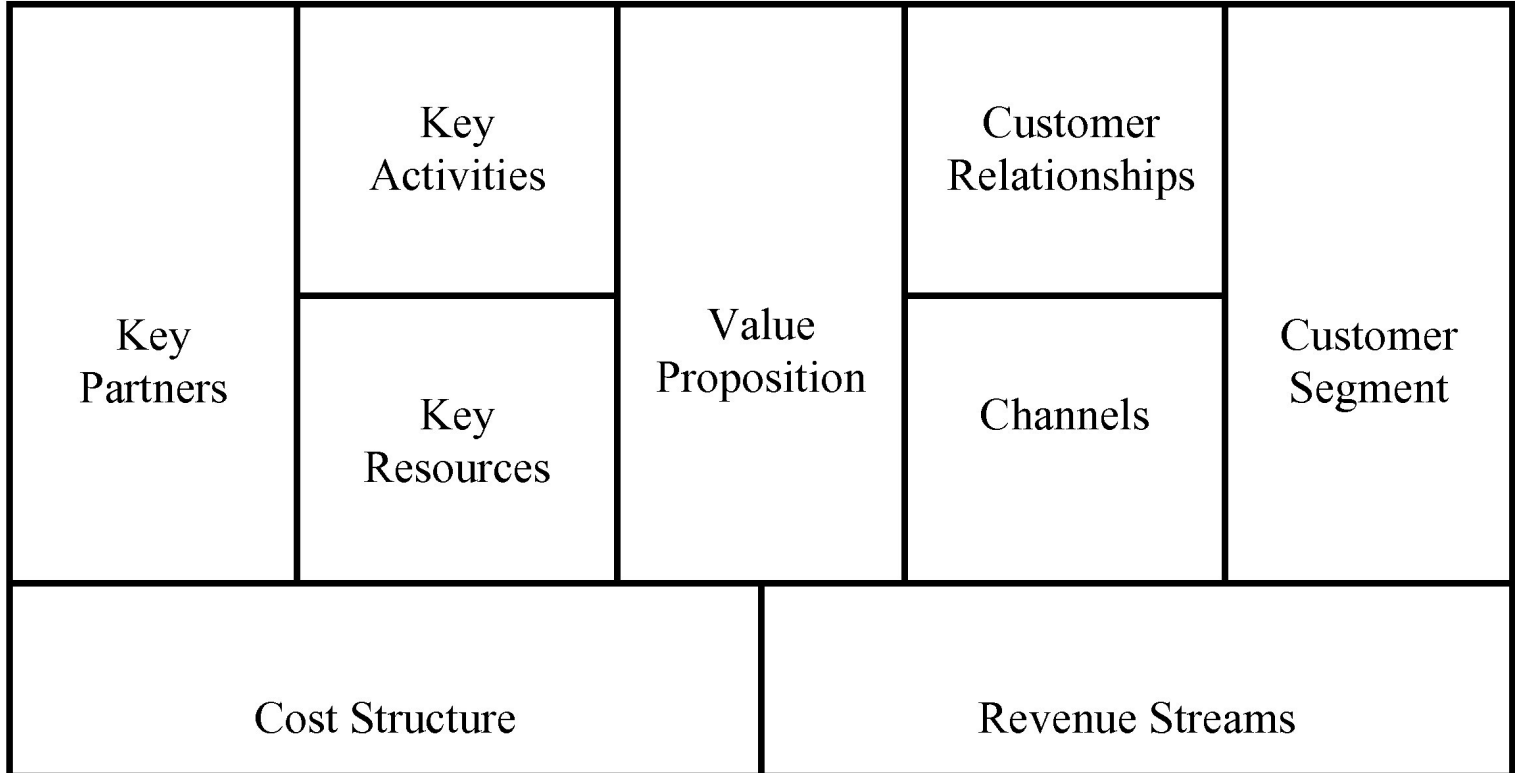 Key
Partners
Key
Activities
Key
Resources
Value
Proposition
Customer
Relationships
Channels
Customer
Segment
Cost Structure
Revenue Streams